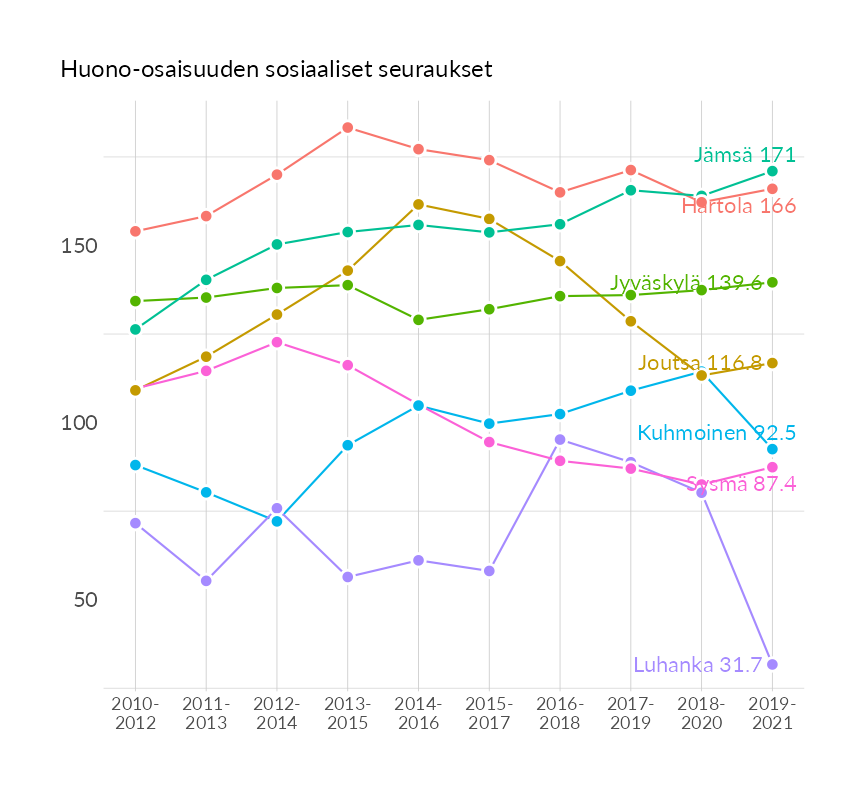 Huono-osaisuuden sosiaaliset seuraukset
Jämsä 171
Hartola 166
150
Jyväskylä 139.6
Joutsa 116.8
100
Kuhmoinen 92.5
Sysmä 87.4
50
Luhanka 31.7
2010-
2012
2011-
2013
2012-
2014
2013-
2015
2014-
2016
2015-
2017
2016-
2018
2017-
2019
2018-
2020
2019-
2021